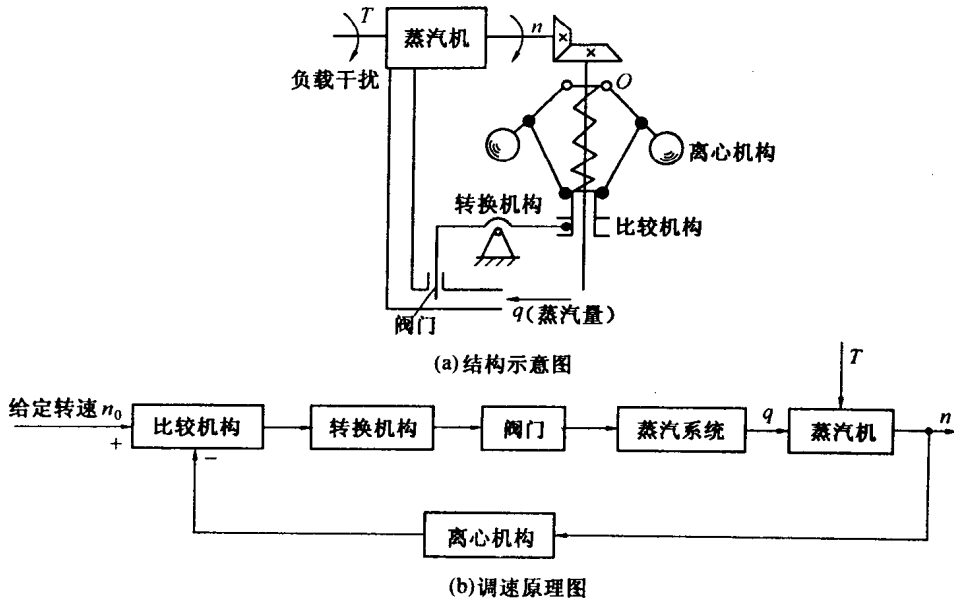 T
蒸汽机
n
负载干扰
O
离心机构
转换机构
比较机构
阀门
q(蒸汽量)
(a)结构示意图
T
给定转速 n₀
+
比较机构
转换机构
阀门
蒸汽系统
q
蒸汽机
n
−
离心机构
(b)调速原理图